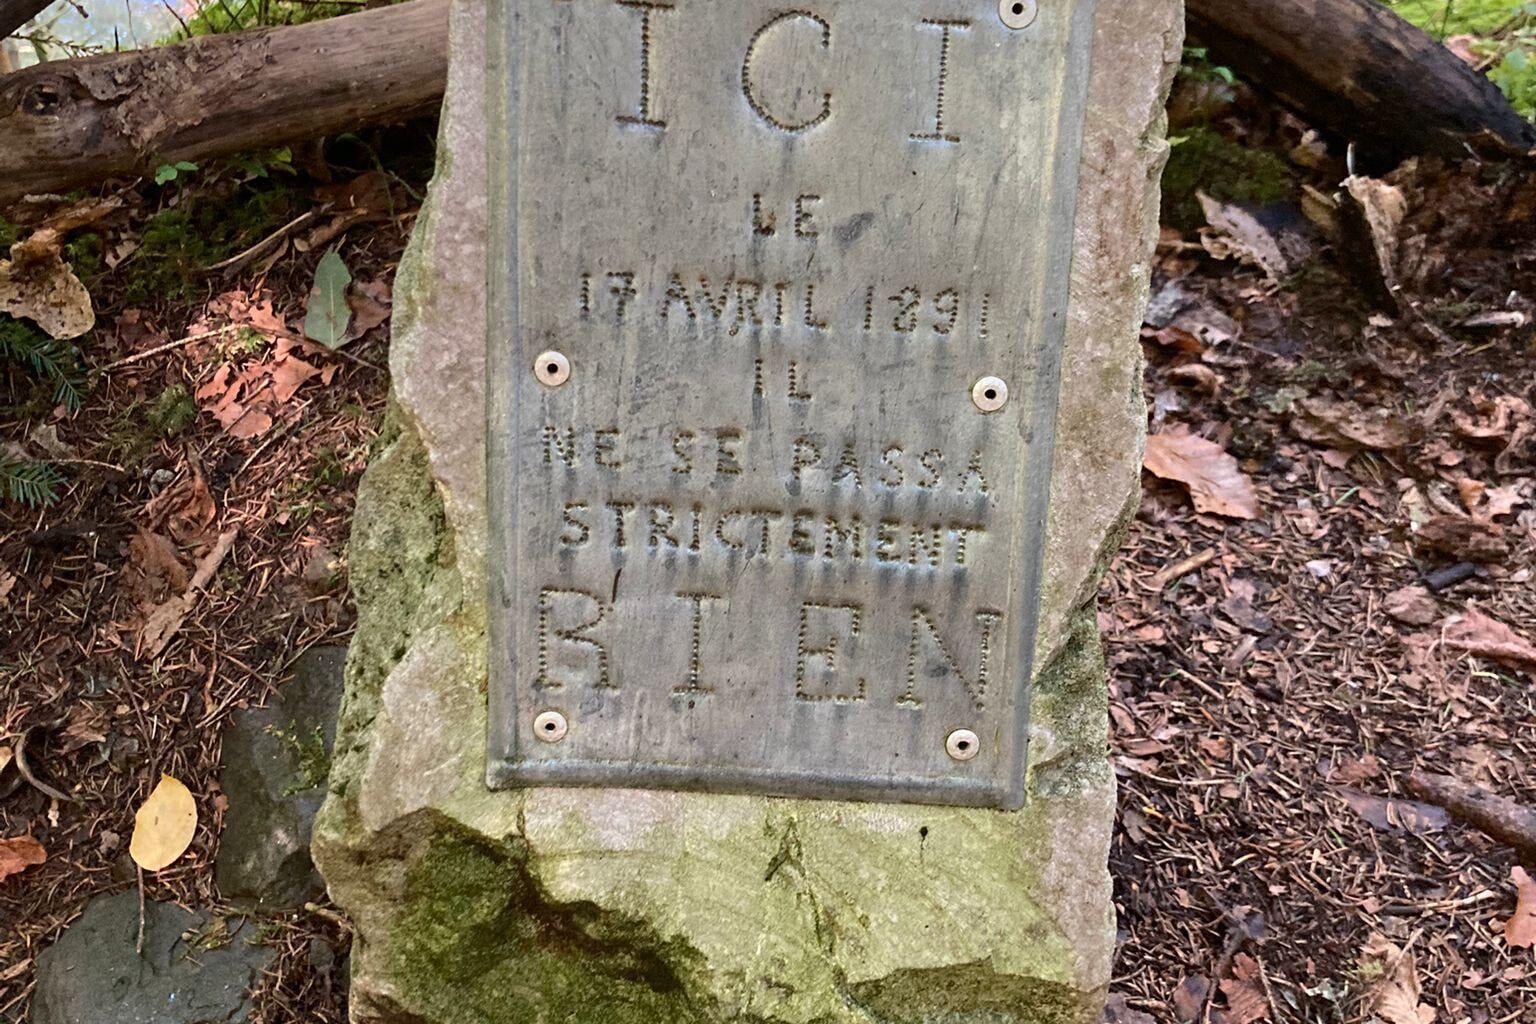 ICI
LE
17 AVRIL 1891
IL
NE SE PASSA
STRICTEMENT
RIEN